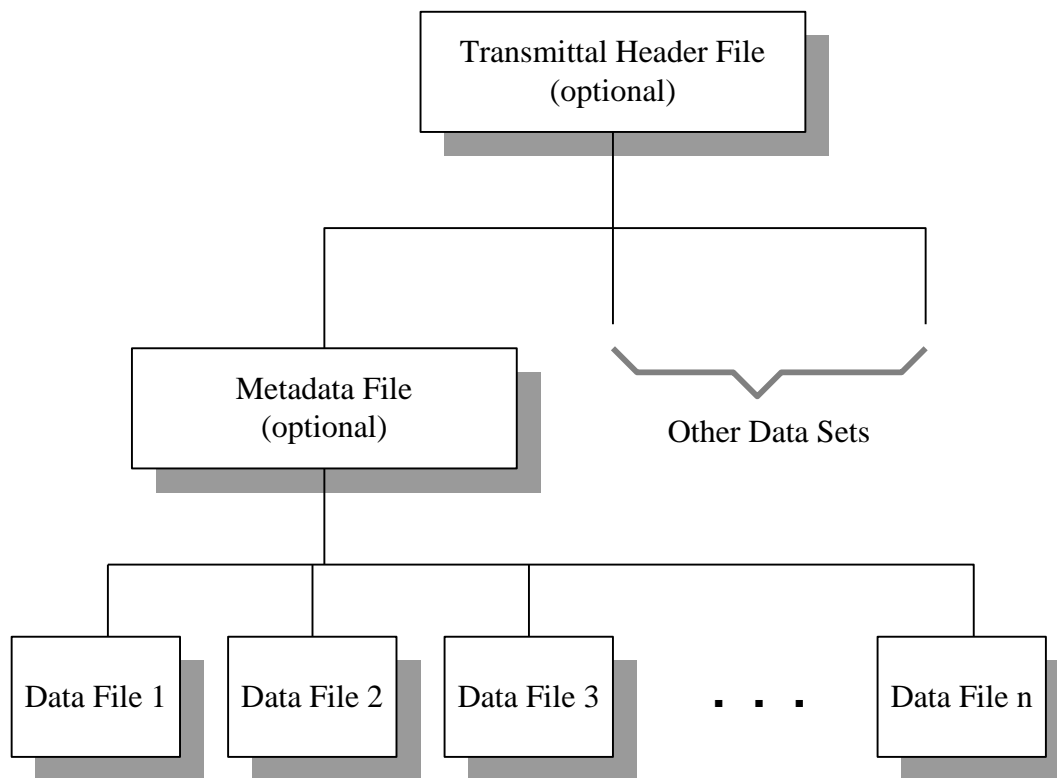 Transmittal Header File
(optional)
Metadata File
(optional)
Other Data Sets
Data File 1
Data File 2
Data File 3
. . .
Data File n